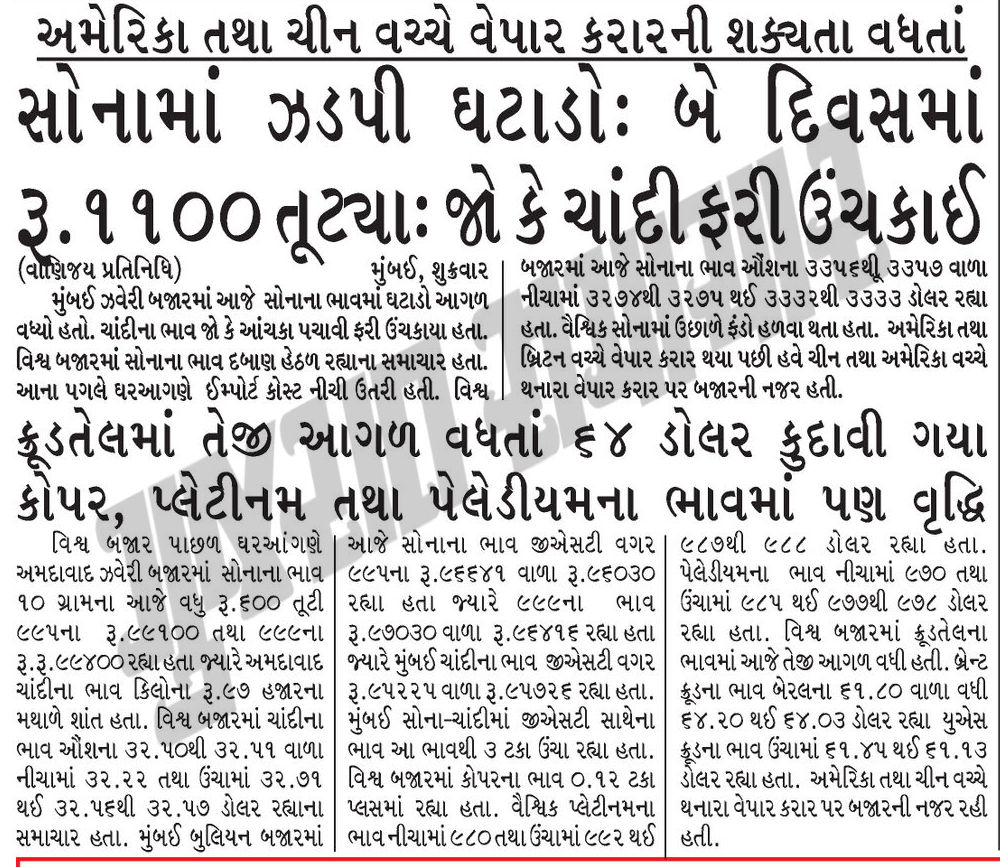 અમેરિકા તથા ચીન વચ્ચે વેપાર કરારની શક્યતા વધતાં
સોનામાં ઝડપી ઘટાડોઃ બે દિવસમાં
રૂ.૧૧૦૦ તૂટ્યાઃ જો કે ચાંદી ફરી ઉંચકાઈ
(વાણિજય પ્રતિનિધિ) મુંબઈ, શુક્રવાર
મુંબઈ ઝવેરી બજારમાં આજે સોનાના ભાવમાં ઘટાડો આગળ
વધ્યો હતો. ચાંદીના ભાવ જો કે આંચકા પચાવી ફરી ઉંચકાયા હતા.
વિશ્વ બજારમાં સોનાના ભાવ દબાણ હેઠળ રહ્યાના સમાચાર હતા.
આના પગલે ઘરઆગણે ઈમ્પોર્ટ કોસ્ટ નીચી ઉતરી હતી. વિશ્વ
બજારમાં આજે સોનાના ભાવ ઔંશના ૩૩૫૬થી ૩૩૫૭ વાળા
નીચામાં ૩૨૭૪થી ૩૨૭૫ થઈ ૩૩૩૨થી ૩૩૩૩ ડોલર રહ્યા
હતા. વૈશ્વિક સોનામાં ઉછાળે ફંડો હળવા થતા હતા. અમેરિકા તથા
બ્રિટન વચ્ચે વેપાર કરાર થયા પછી હવે ચીન તથા અમેરિકા વચ્ચે
થનારા વેપાર કરાર પર બજારની નજર હતી.
ક્રૂડતેલમાં તેજી આગળ વધતાં ૬૪ ડોલર કુદાવી ગયા
કોપર, પ્લેટીનમ તથા પેલેડીયમના ભાવમાં પણ વૃદ્ધિ
વિશ્વ બજાર પાછળ ઘરઆંગણે
અમદાવાદ ઝવેરી બજારમાં સોનાના ભાવ
૧૦ ગ્રામના આજે વધુ રૂ.૬૦૦ તૂટી
૯૯૫ના રૂ.૯૯૧૦૦ તથા ૯૯૯ના
રૂ.રૂ.૯૯૪૦૦ રહ્યા હતા જ્યારે અમદાવાદ
ચાંદીના ભાવ કિલોના રૂ.૯૭ હજારના
મથાળે શાંત હતા. વિશ્વ બજારમાં ચાંદીના
ભાવ ઔંશના ૩૨.૫૦થી ૩૨.૫૧ વાળા
નીચામાં ૩૨.૨૨ તથા ઉંચામાં ૩૨.૭૧
થઈ ૩૨.૫૬થી ૩૨.૫૭ ડોલર રહ્યાના
સમાચાર હતા. મુંબઈ બુલિયન બજારમાં
આજે સોનાના ભાવ જીએસટી વગર
૯૯૫ના રૂ.૯૬૬૪૧ વાળા રૂ.૯૬૦૩૦
રહ્યા હતા જ્યારે ૯૯૯ના ભાવ
રૂ.૯૭૦૩૦ વાળા રૂ.૯૬૪૧૬ રહ્યા હતા
જ્યારે મુંબઈ ચાંદીના ભાવ જીએસટી વગર
રૂ.૯૫૨૨૫ વાળા રૂ.૯૫૭૨૬ રહ્યા હતા.
મુંબઈ સોના-ચાંદીમાં જીએસટી સાથેના
ભાવ આ ભાવથી ૩ ટકા ઉંચા રહ્યા હતા.
વિશ્વ બજારમાં કોપરના ભાવ ૦.૧૨ ટકા
પ્લસમાં રહ્યા હતા. વૈશ્વિક પ્લેટીનમના
ભાવ નીચામાં ૯૮૦ તથા ઉંચામાં ૯૯૨ થઈ
૯૮૭થી ૯૮૮ ડોલર રહ્યા હતા.
પેલેડીયમના ભાવ નીચામાં ૯૭૦ તથા
ઉંચામાં ૯૮૫ થઈ ૯૭૭થી ૯૭૮ ડોલર
રહ્યા હતા. વિશ્વ બજારમાં ક્રૂડતેલના
ભાવમાં આજે તેજી આગળ વધી હતી. બ્રેન્ટ
ક્રૂડના ભાવ બેરલના ૬૧.૮૦ વાળા વધી
૬૪.૨૦ થઈ ૬૪.૦૩ ડોલર રહ્યા યુએસ
ક્રૂડના ભાવ ઉંચામાં ૬૧.૪૫ થઈ ૬૧.૧૩
ડોલર રહ્યા હતા. અમેરિકા તથા ચીન વચ્ચે
થનારા વેપાર કરાર પર બજારની નજર રહી
હતી.
ગુજરાત સમાચાર